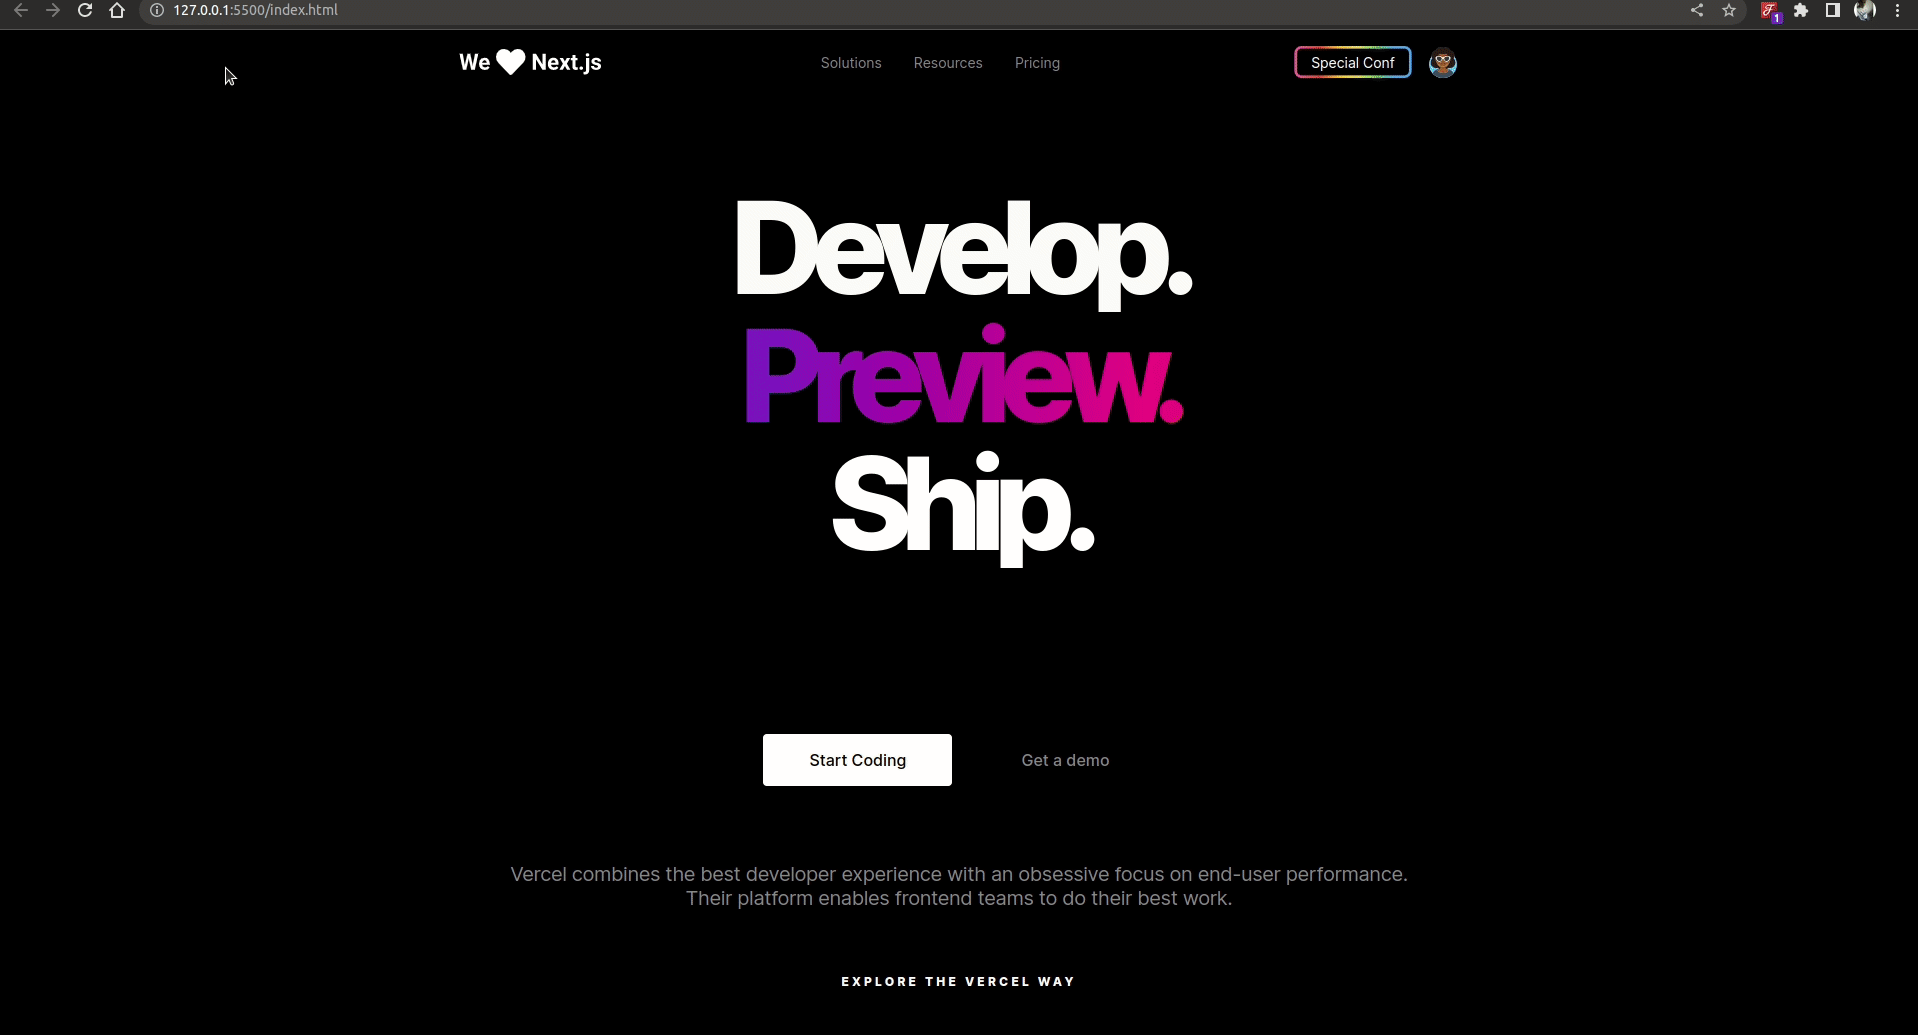 127.0.0.1:5500/index.html
1
We Next.js
Solutions Resources Pricing
Special Conf
Develop.
Preview.
Ship.
Start Coding Get a demo
Vercel combines the best developer experience with an obsessive focus on end-user performance.
Their platform enables frontend teams to do their best work.
EXPLORE THE VERCEL WAY